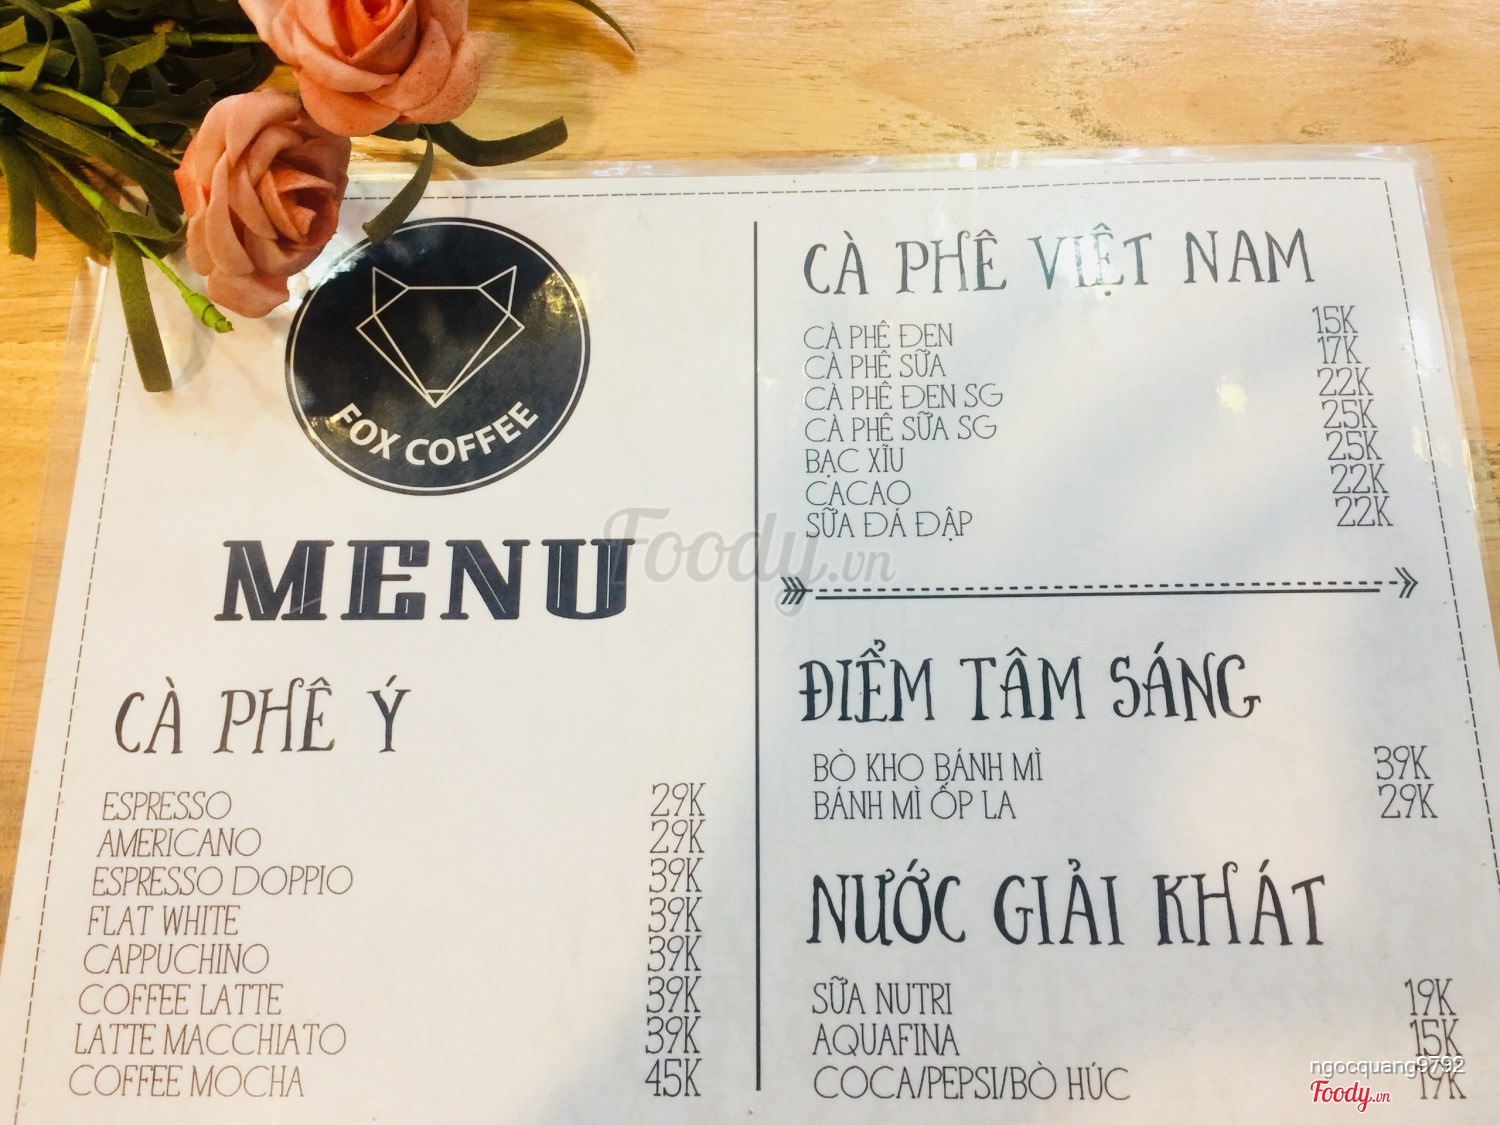 FOX COFFEE
MENU
CÀ PHÊ Ý
ESPRESSO 29K
AMERICANO 29K
ESPRESSO DOPPIO 39K
FLAT WHITE 39K
CAPPUCHINO 39K
COFFEE LATTE 39K
LATTE MACCHIATO 39K
COFFEE MOCHA 45K
CÀ PHÊ VIỆT NAM
CÀ PHÊ ĐEN 15K
CÀ PHÊ SỮA 17K
CÀ PHÊ ĐEN SG 22K
CÀ PHÊ SỮA SG 25K
BẠC XĨU 25K
CACAO 22K
SỮA ĐÁ ĐẬP 22K
ĐIỂM TÂM SÁNG
BÒ KHO BÁNH MÌ 39K
BÁNH MÌ ỐP LA 29K
NƯỚC GIẢI KHÁT
SỮA NUTRI 19K
AQUAFINA 15K
COCA/PEPSI/BÒ HÚC 19K
Foody.vn
ngocquang9792
Foody.vn